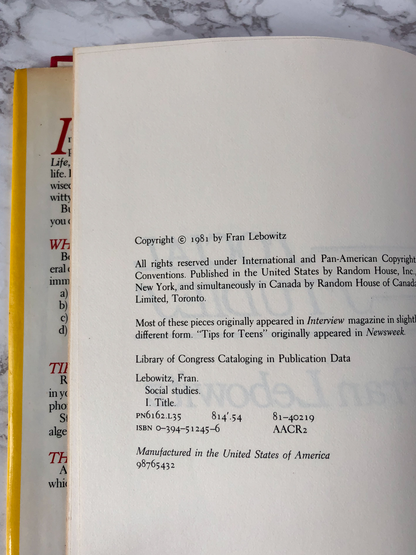 Life,
life. I
wised
witty
Bu
you c
WH
Be
eral
imm
a)
b)
c)
d)
TI
R
in yo
pho
St
alge
TH
A
whi
Copyright © 1981 by Fran Lebowitz
All rights reserved under International and Pan-American Copyright
Conventions. Published in the United States by Random House, Inc.,
New York, and simultaneously in Canada by Random House of Canada
Limited, Toronto.
Most of these pieces originally appeared in Interview magazine in slightly
different form. "Tips for Teens" originally appeared in Newsweek.
Library of Congress Cataloging in Publication Data
Lebowitz, Fran.
Social studies.
I. Title.
PN6162.L35 814'.54 81-40219
ISBN 0-394-51245-6 AACR2
Manufactured in the United States of America
98765432